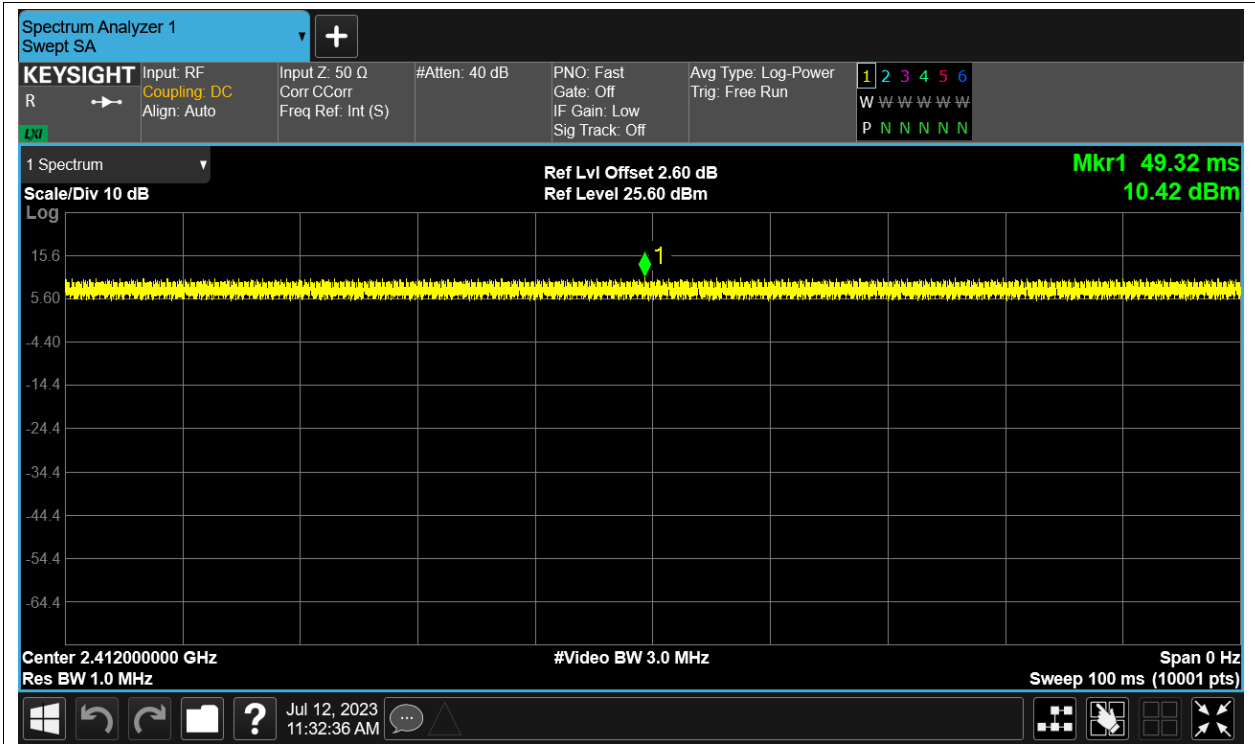 Spectrum Analyzer 1
Swept SA
KEYSIGHT
R
LXI
Input: RF
Coupling: DC
Align: Auto
Input Z: 50 Ω
Corr CCorr
Freq Ref: Int (S)
#Atten: 40 dB
PNO: Fast
Gate: Off
IF Gain: Low
Sig Track: Off
Avg Type: Log-Power
Trig: Free Run
1 2 3 4 5 6
W W W W W W
P N N N N N
1 Spectrum
Scale/Div 10 dB
Log
Ref Lvl Offset 2.60 dB
Ref Level 25.60 dBm
Mkr1 49.32 ms
10.42 dBm
1
15.6
5.60
-4.40
-14.4
-24.4
-34.4
-44.4
-54.4
-64.4
Center 2.412000000 GHz
Res BW 1.0 MHz
#Video BW 3.0 MHz
Span 0 Hz
Sweep 100 ms (10001 pts)
?
Jul 12, 2023
11:32:36 AM